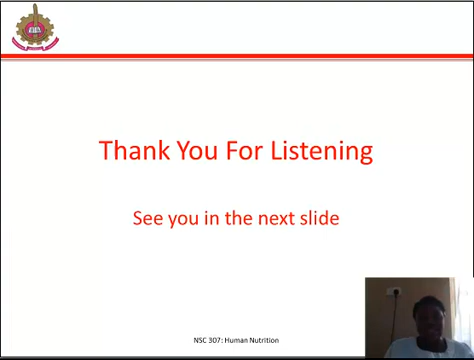 Thank You For Listening
See you in the next slide
NSC 307: Human Nutrition